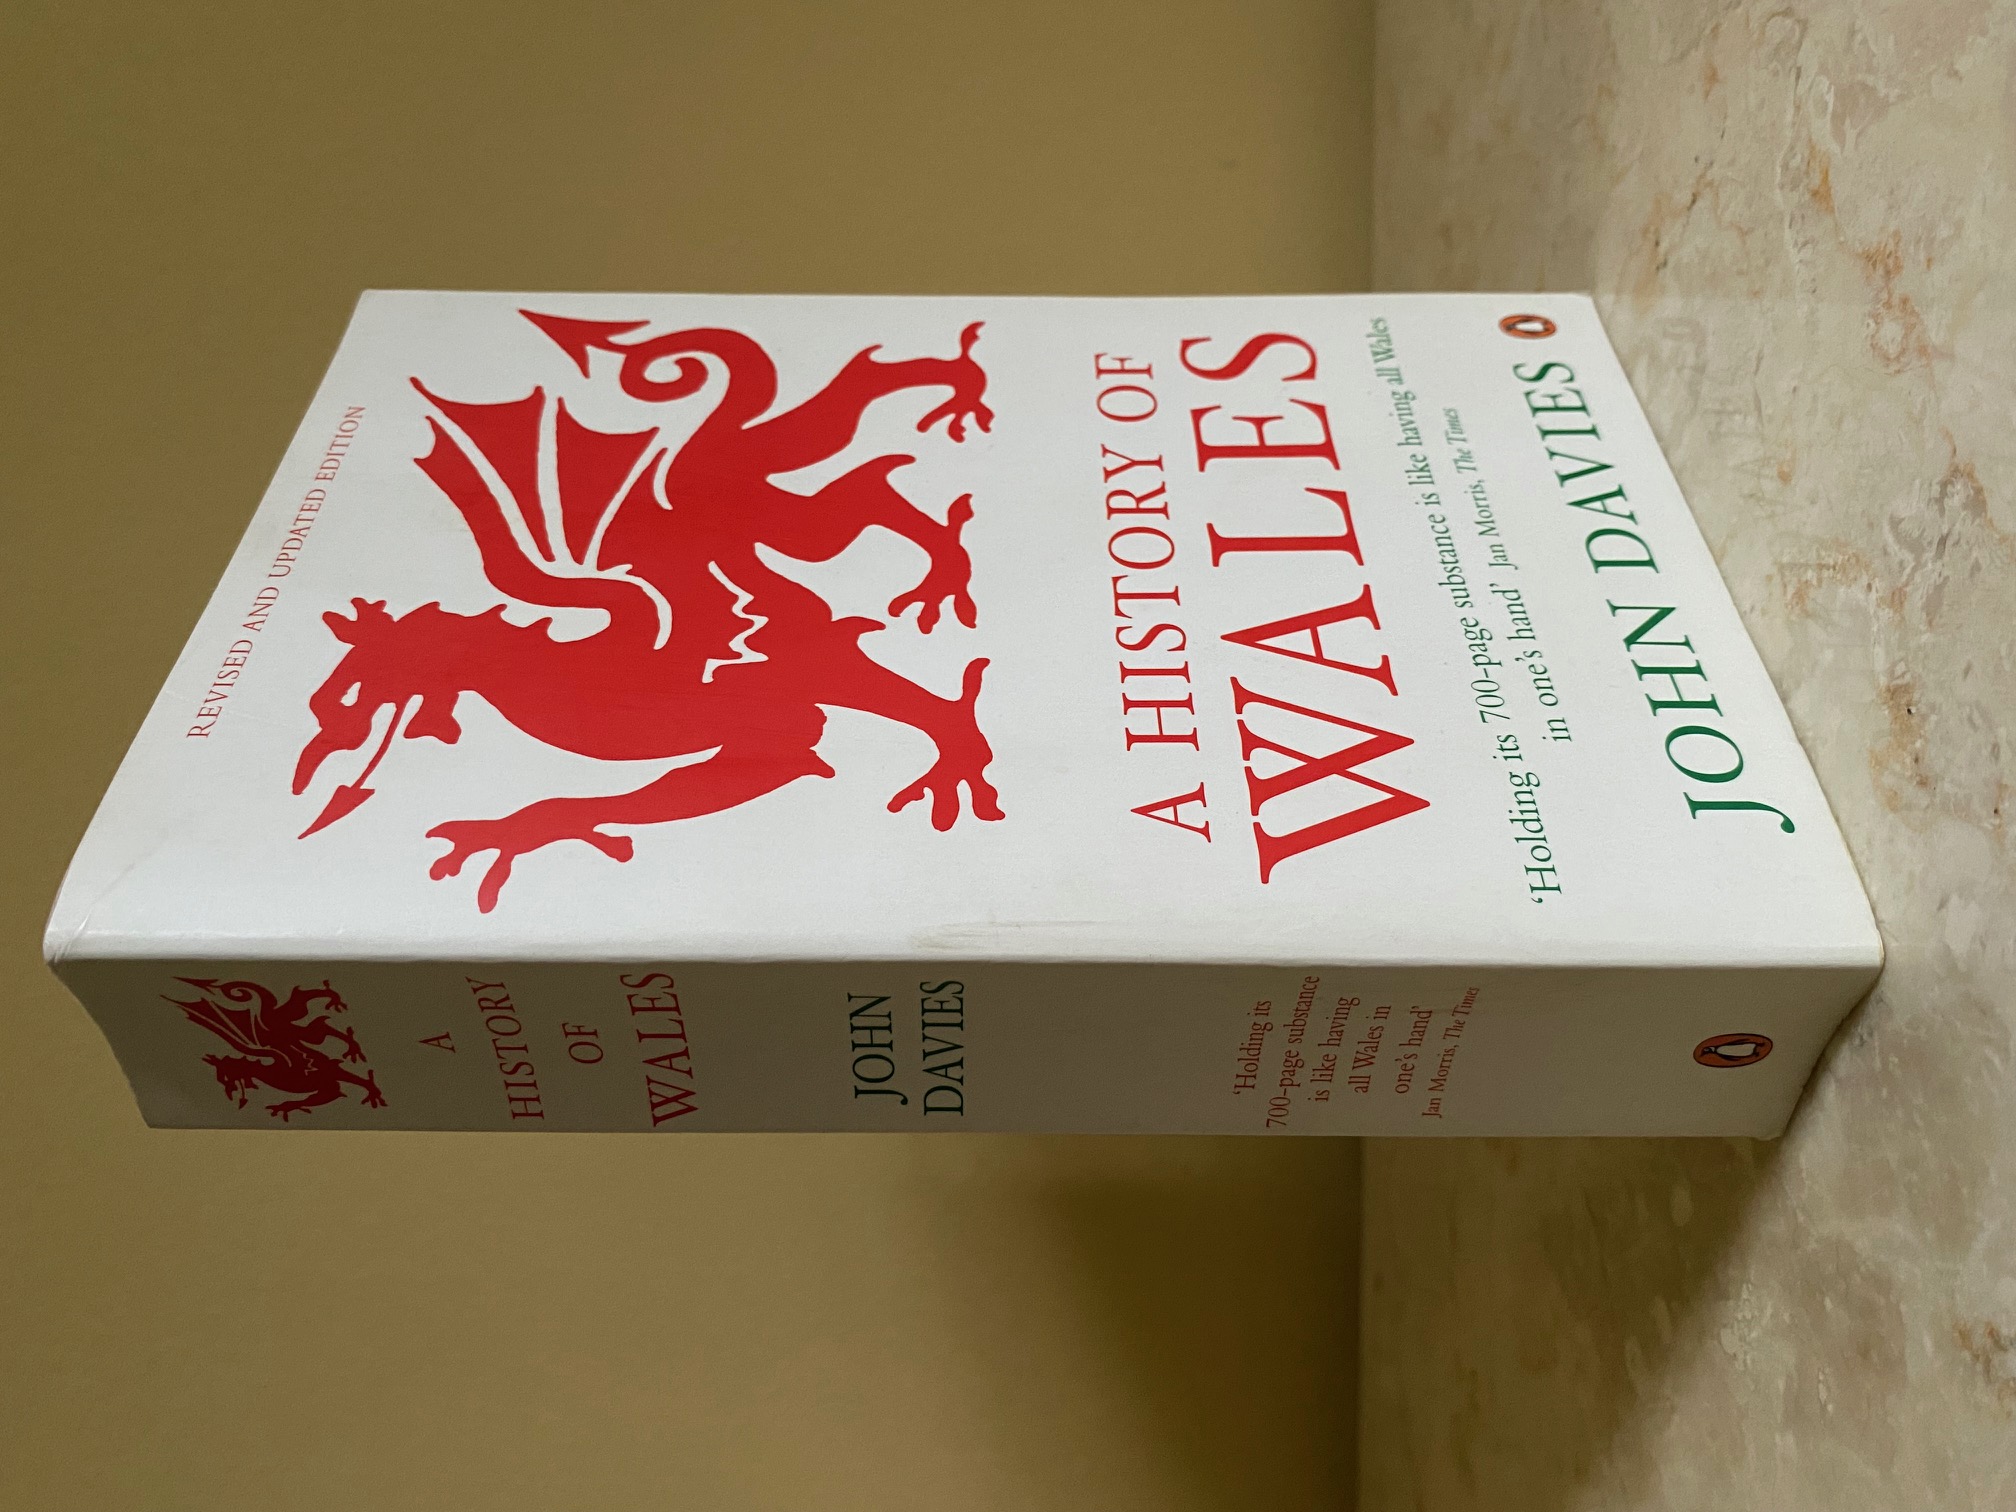 REVISED AND UPDATED EDITION
A HISTORY OF
WALES
‘Holding its 700-page substance is like having all Wales
in one’s hand’ Jan Morris, The Times
JOHN DAVIES
A
HISTORY
OF
WALES
JOHN
DAVIES
‘Holding its
700-page substance
is like having
all Wales in
one’s hand’
Jan Morris, The Times